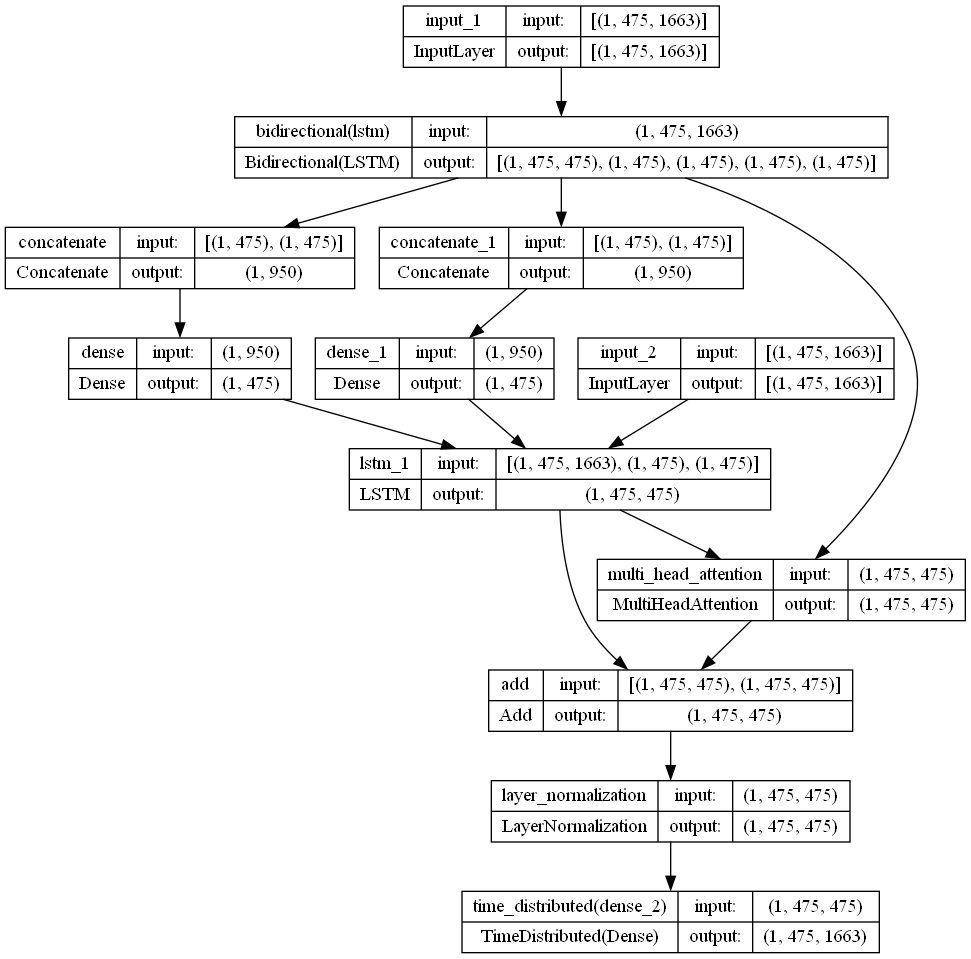 input_1 input: [(1, 475, 1663)]
InputLayer output: [(1, 475, 1663)]
bidirectional(lstm) input: (1, 475, 1663)
Bidirectional(LSTM) output: [(1, 475, 475), (1, 475), (1, 475), (1, 475), (1, 475)]
concatenate input: [(1, 475), (1, 475)]
Concatenate output: (1, 950)
concatenate_1 input: [(1, 475), (1, 475)]
Concatenate output: (1, 950)
dense input: (1, 950)
Dense output: (1, 475)
dense_1 input: (1, 950)
Dense output: (1, 475)
input_2 input: [(1, 475, 1663)]
InputLayer output: [(1, 475, 1663)]
lstm_1 input: [(1, 475, 1663), (1, 475), (1, 475)]
LSTM output: (1, 475, 475)
multi_head_attention input: (1, 475, 475)
MultiHeadAttention output: (1, 475, 475)
add input: [(1, 475, 475), (1, 475, 475)]
Add output: (1, 475, 475)
layer_normalization input: (1, 475, 475)
LayerNormalization output: (1, 475, 475)
time_distributed(dense_2) input: (1, 475, 475)
TimeDistributed(Dense) output: (1, 475, 1663)